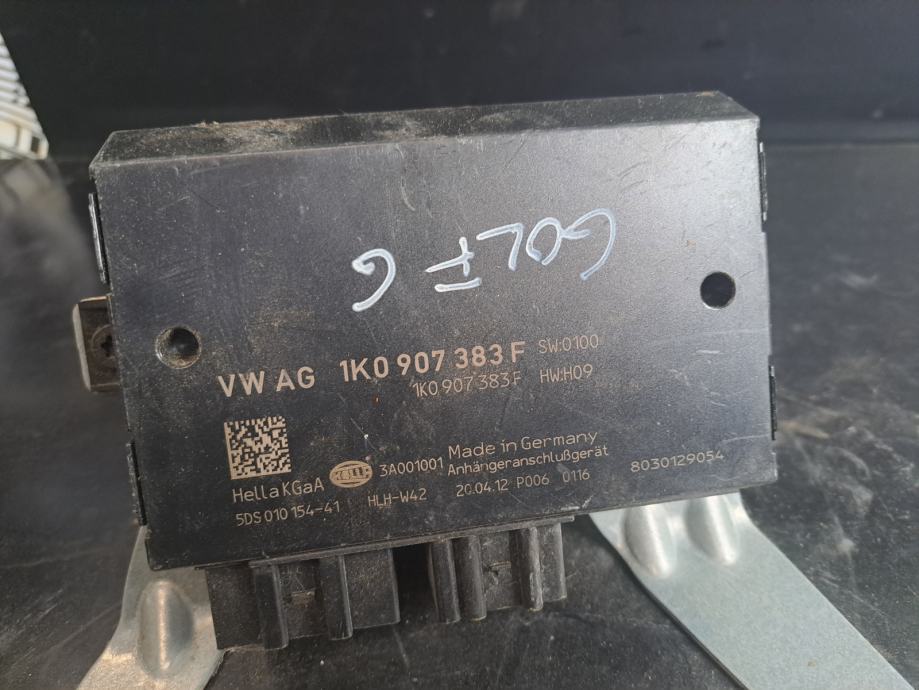 GOLF 6
VW AG 1K0 907 383 F SW:0100
1K0 907 383 F HW:H09
Hella KGaA HELLA 3A001001 Made in Germany
Anhängeranschlußgerät 8030129054
5DS 010 154-41 HLH-W42 20.04.12 P006 0116